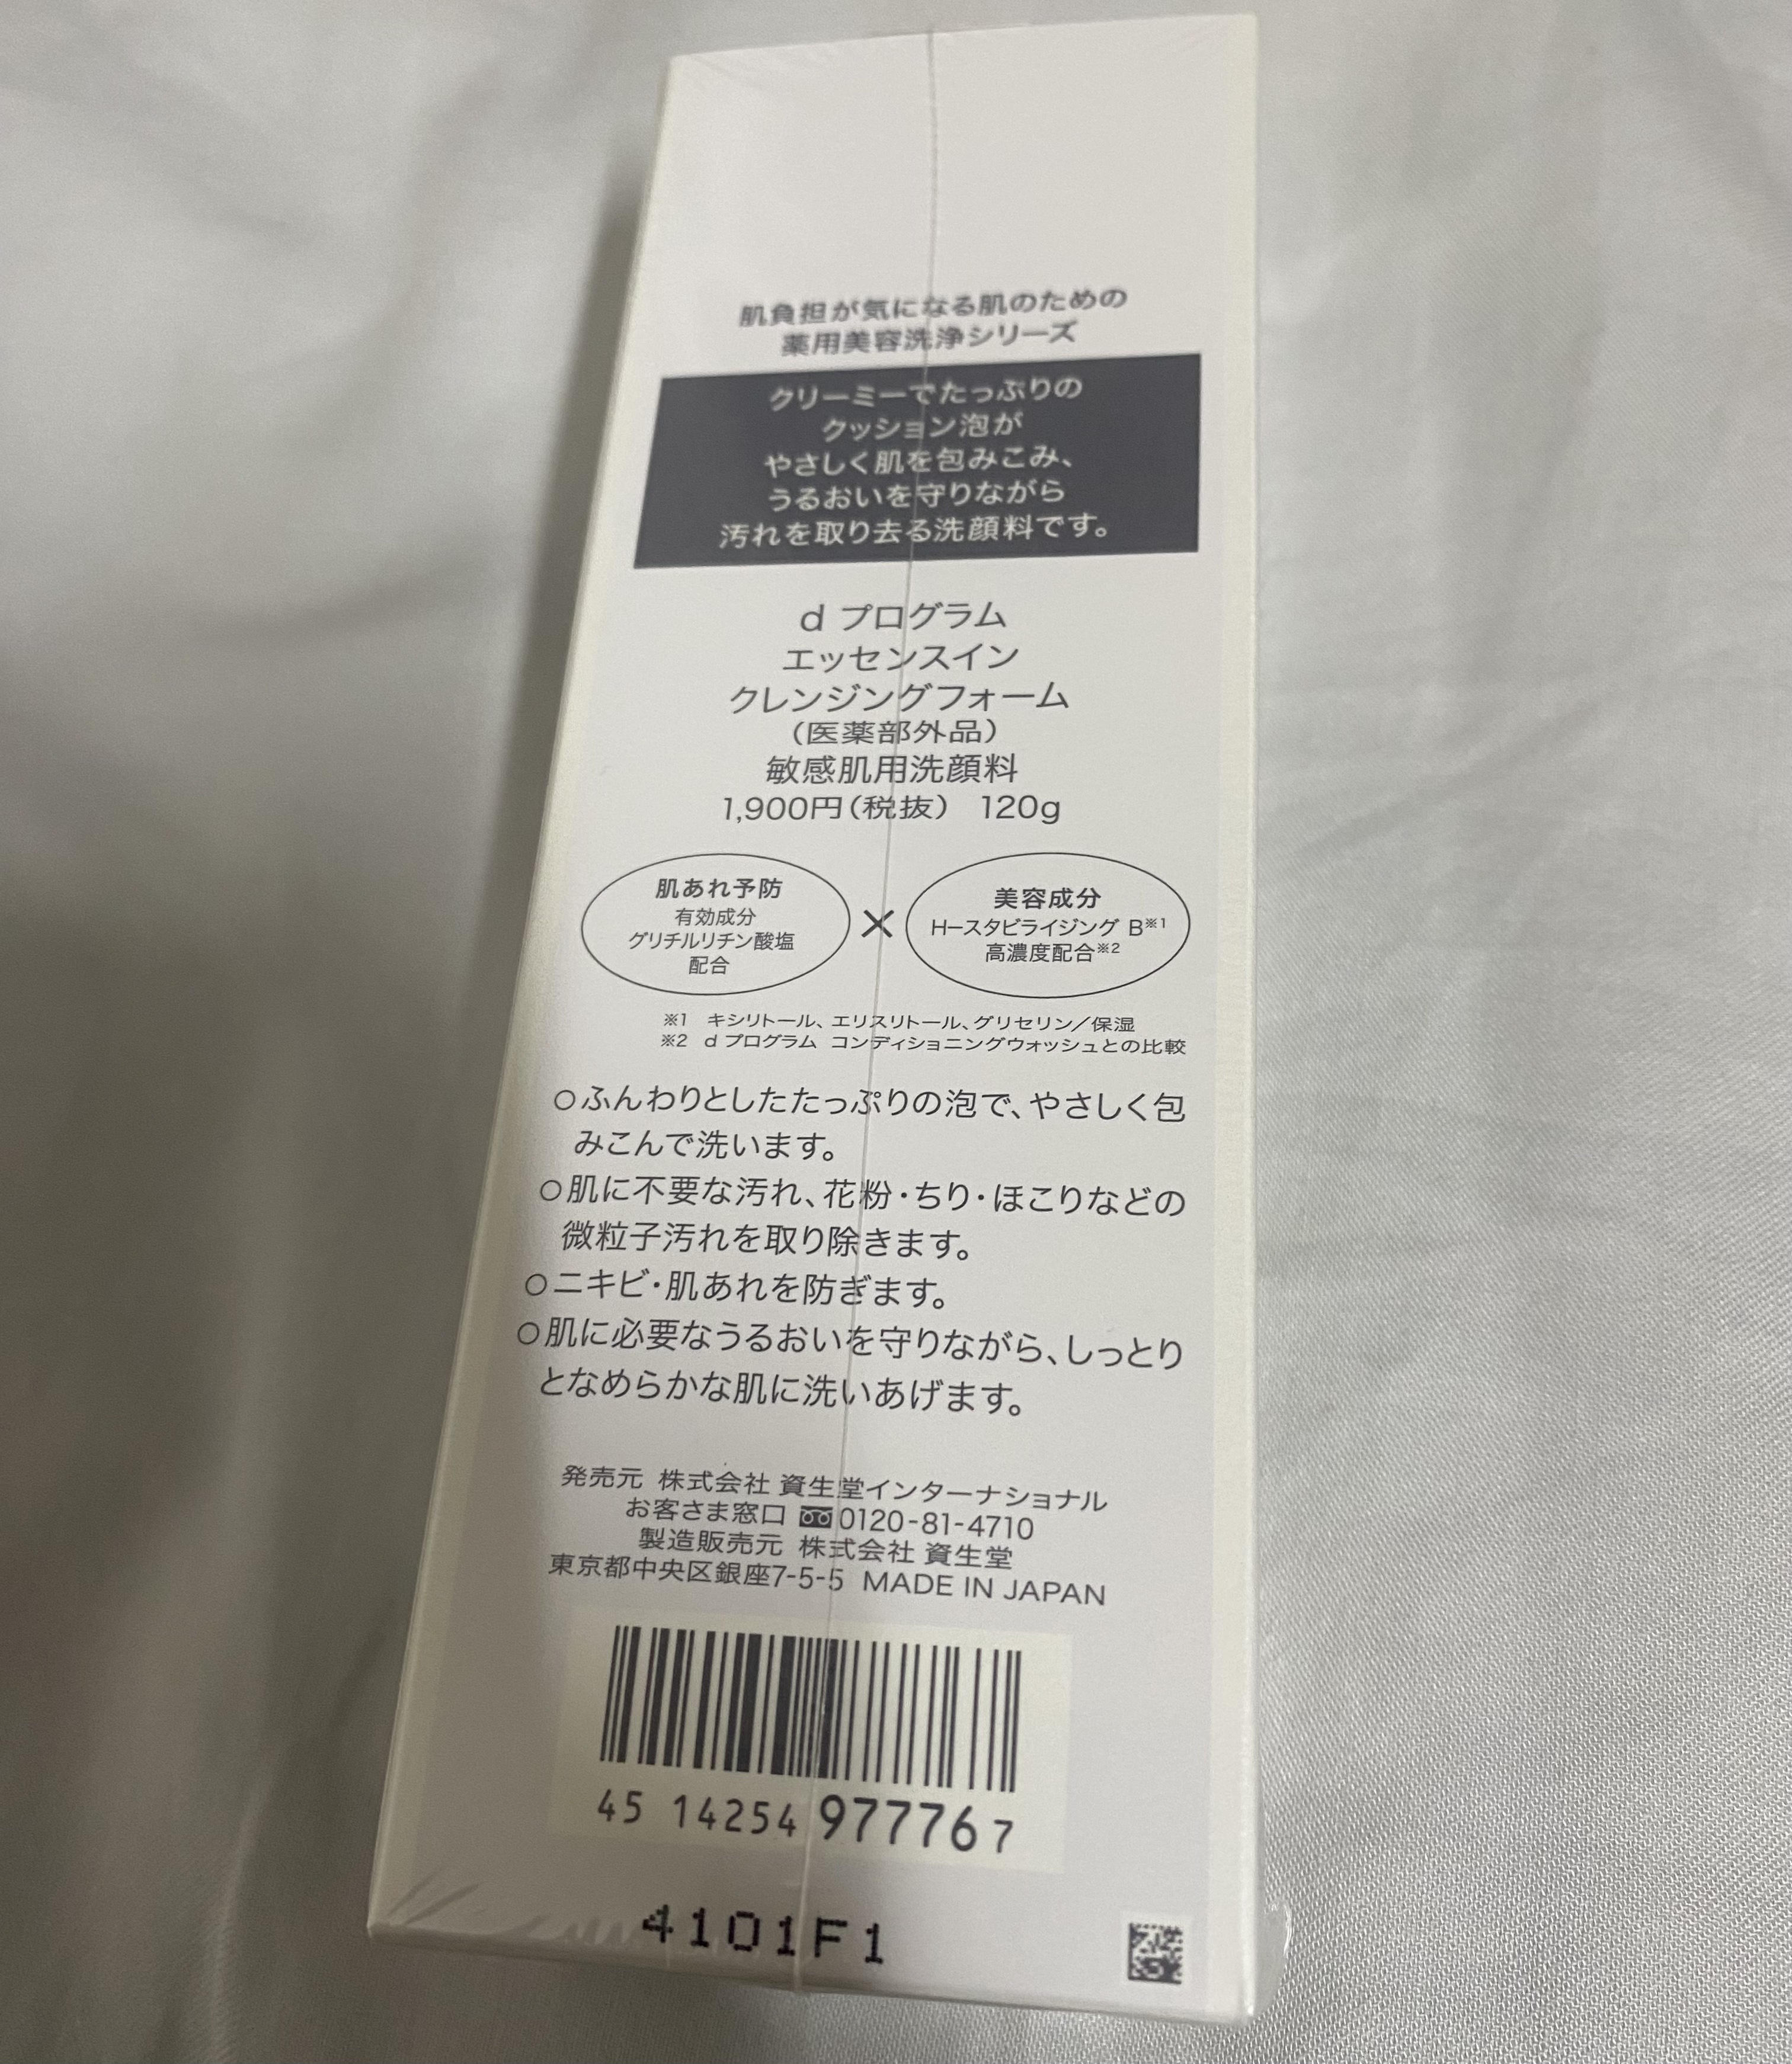 肌負担が気になる肌のための
薬用美容洗浄シリーズ
クリーミーでたっぷりの
クッション泡が
やさしく肌を包みこみ、
うるおいを守りながら
汚れを取り去る洗顔料です。
d プログラム
エッセンスイン
クレンジングフォーム
（医薬部外品）
敏感肌用洗顔料
1,900円（税抜） 120g
肌あれ予防
有効成分
グリチルリチン酸塩
配合
×
美容成分
H－スタビライジング B※1
高濃度配合※2
※1 キシリトール、エリスリトール、グリセリン／保湿
※2 d プログラム コンディショニングウォッシュとの比較
○ふんわりとしたたっぷりの泡で、やさしく包
みこんで洗います。
○肌に不要な汚れ、花粉・ちり・ほこりなどの
微粒子汚れを取り除きます。
○ニキビ・肌あれを防ぎます。
○肌に必要なうるおいを守りながら、しっとり
となめらかな肌に洗いあげます。
発売元 株式会社 資生堂インターナショナル
お客さま窓口 0120-81-4710
製造販売元 株式会社 資生堂
東京都中央区銀座7-5-5 MADE IN JAPAN
45 14254 97776 7
4101F1